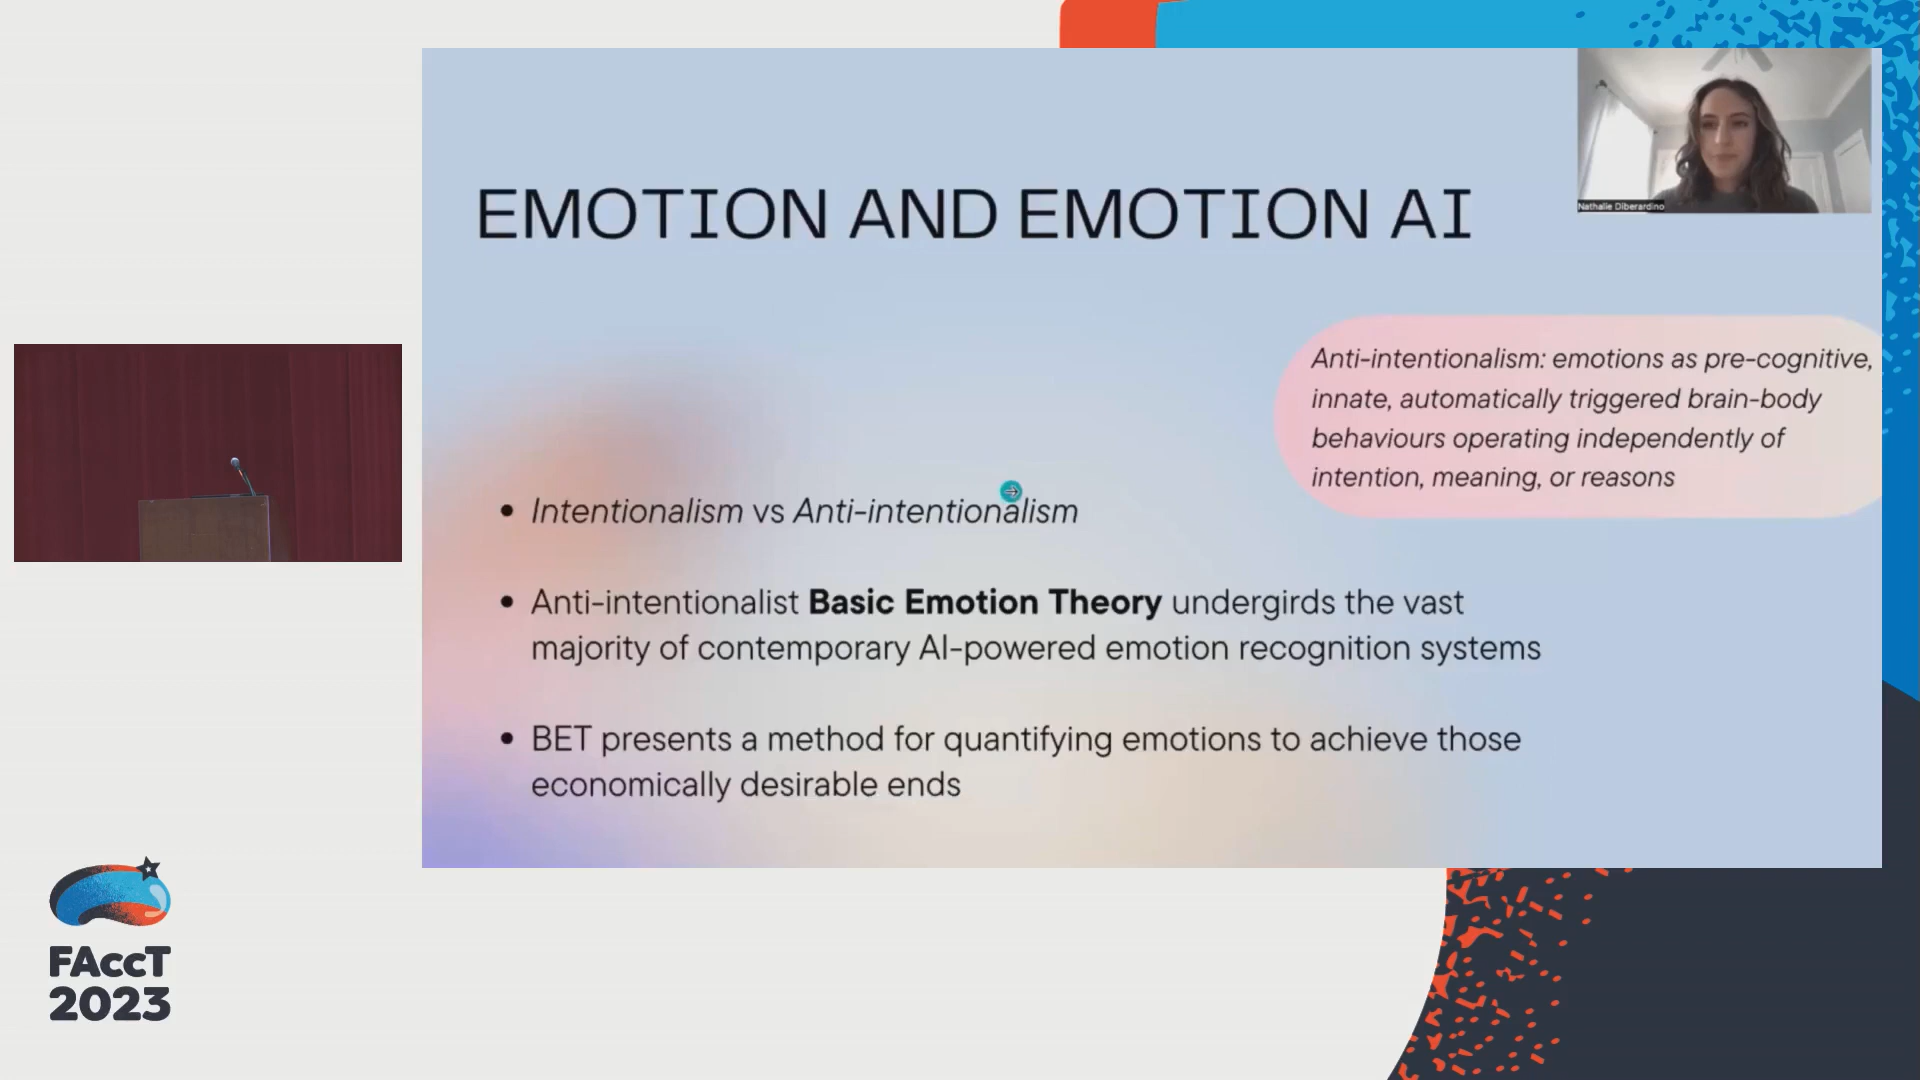 EMOTION AND EMOTION AI
Nathalie Diberardino
Anti-intentionalism: emotions as pre-cognitive,
innate, automatically triggered brain-body
behaviours operating independently of
intention, meaning, or reasons
• Intentionalism vs Anti-intentionalism
• Anti-intentionalist Basic Emotion Theory undergirds the vast
majority of contemporary AI-powered emotion recognition systems
• BET presents a method for quantifying emotions to achieve those
economically desirable ends
FAccT
2023